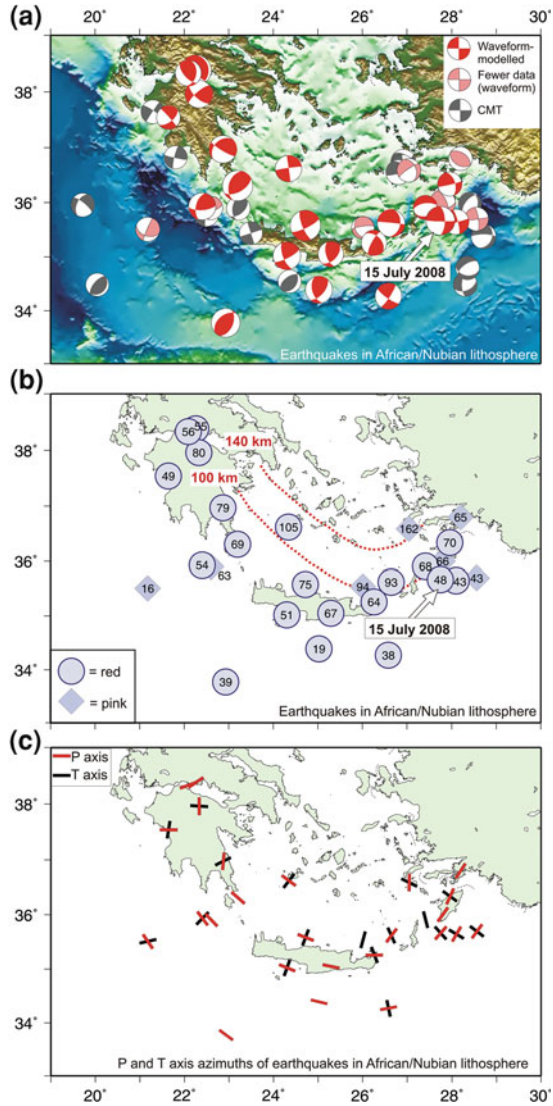 (a)
20° 22° 24° 26° 28° 30°
38°
36°
34°
Waveform-
modelled
Fewer data
(waveform)
CMT
15 July 2008
Earthquakes in African/Nubian lithosphere
(b)
38°
36°
34°
55
56
80
49
79
69
54
63
16
140 km
100 km
105
162
65
70
66
68
48
43
43
75
94
93
64
51
67
19
38
39
15 July 2008
= red
= pink
Earthquakes in African/Nubian lithosphere
(c)
P axis
T axis
38°
36°
34°
P and T axis azimuths of earthquakes in African/Nubian lithosphere
20° 22° 24° 26° 28° 30°